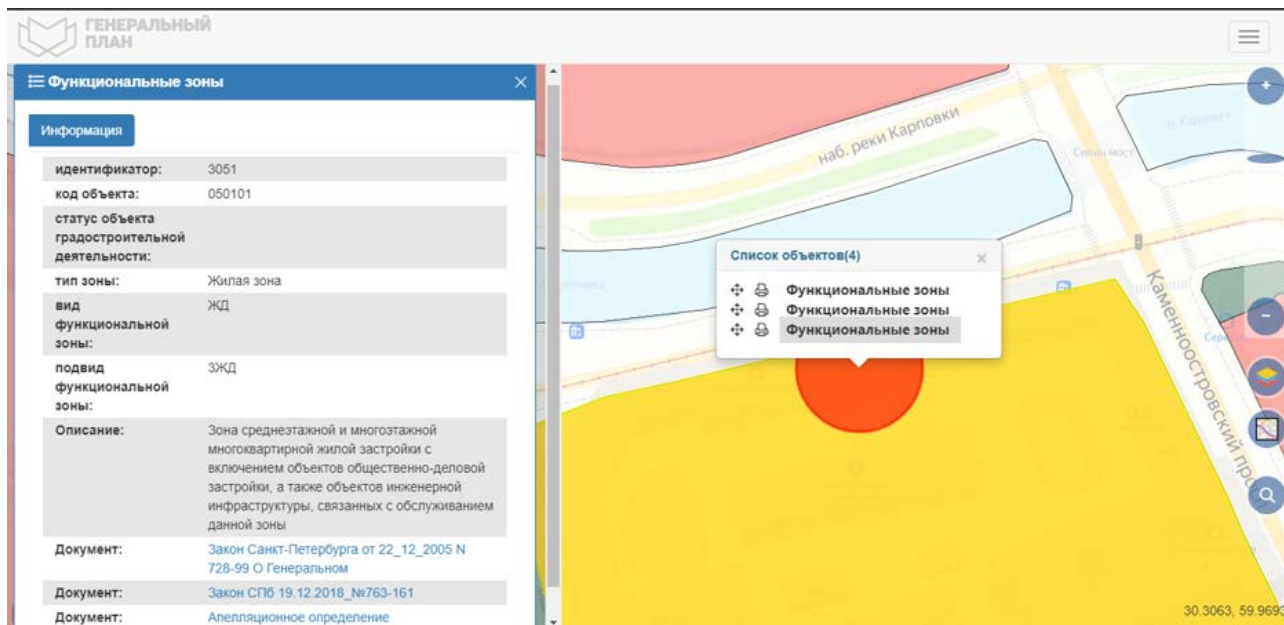 ГЕНЕРАЛЬНЫЙ
ПЛАН
Функциональные зоны
Информация
идентификатор: 3051
код объекта: 050101
статус объекта
градостроительной
деятельности:
тип зоны: Жилая зона
вид ЖД
функциональной
зоны:
подвид 3ЖД
функциональной
зоны:
Описание: Зона среднеэтажной и многоэтажной
многоквартирной жилой застройки с
включением объектов общественно-деловой
застройки, а также объектов инженерной
инфраструктуры, связанных с обслуживанием
данной зоны
Документ: Закон Санкт-Петербурга от 22_12_2005 N
728-99 О Генеральном
Документ: Закон СПб 19.12.2018_№763-161
Документ: Апелляционное определение
наб. реки Карповки
р. Карповка
Силин мост
Список объектов(4)
Функциональные зоны
Функциональные зоны
Функциональные зоны
Каменноостровский
30.3063, 59.9693